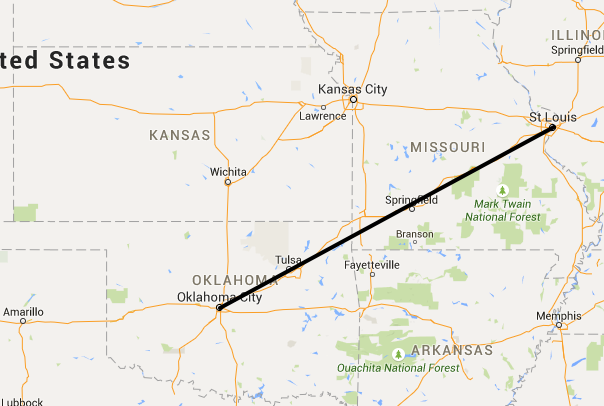 ILLINO
Springfield
ted States
Kansas City
Lawrence
St Louis
KANSAS
MISSOURI
Wichita
Springfield
Mark Twain
National Forest
Branson
Tulsa
Fayetteville
OKLAHOMA
Oklahoma City
Amarillo
Memphis
ARKANSAS
Ouachita National Forest
Lubbock